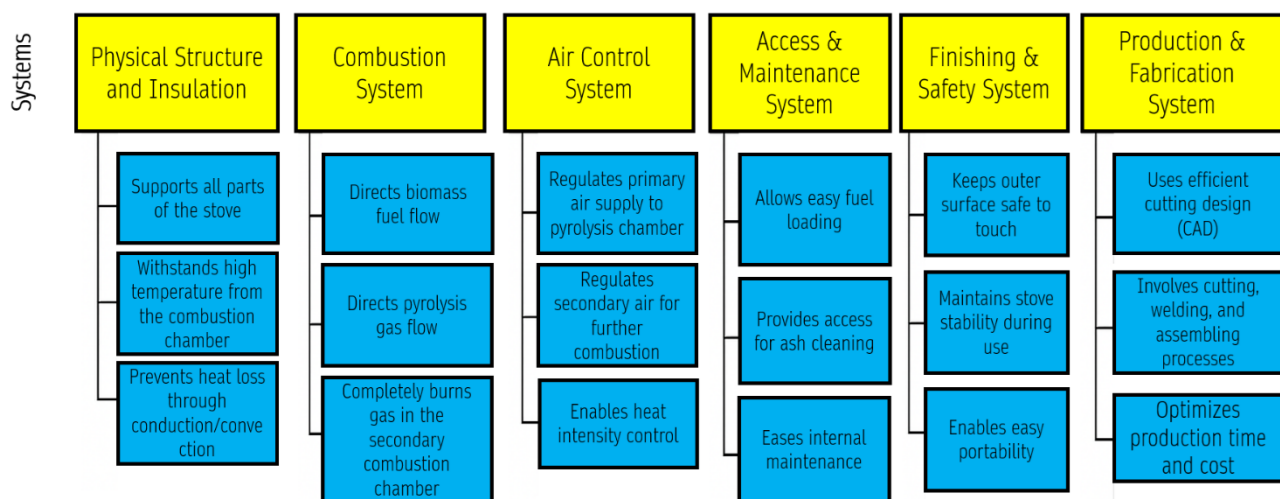 Systems
Physical Structure
and Insulation
Combustion
System
Air Control
System
Access &
Maintenance
System
Finishing &
Safety System
Production &
Fabrication
System
Supports all parts
of the stove
Withstands high
temperature from
the combustion
chamber
Prevents heat loss
through
conduction/conve
ction
Directs biomass
fuel flow
Directs pyrolysis
gas flow
Completely burns
gas in the
secondary
combustion
chamber
Regulates primary
air supply to
pyrolysis chamber
Regulates
secondary air for
further
combustion
Enables heat
intensity control
Allows easy fuel
loading
Provides access
for ash cleaning
Eases internal
maintenance
Keeps outer
surface safe to
touch
Maintains stove
stability during
use
Enables easy
portability
Uses efficient
cutting design
(CAD)
Involves cutting,
welding, and
assembling
processes
Optimizes
production time
and cost